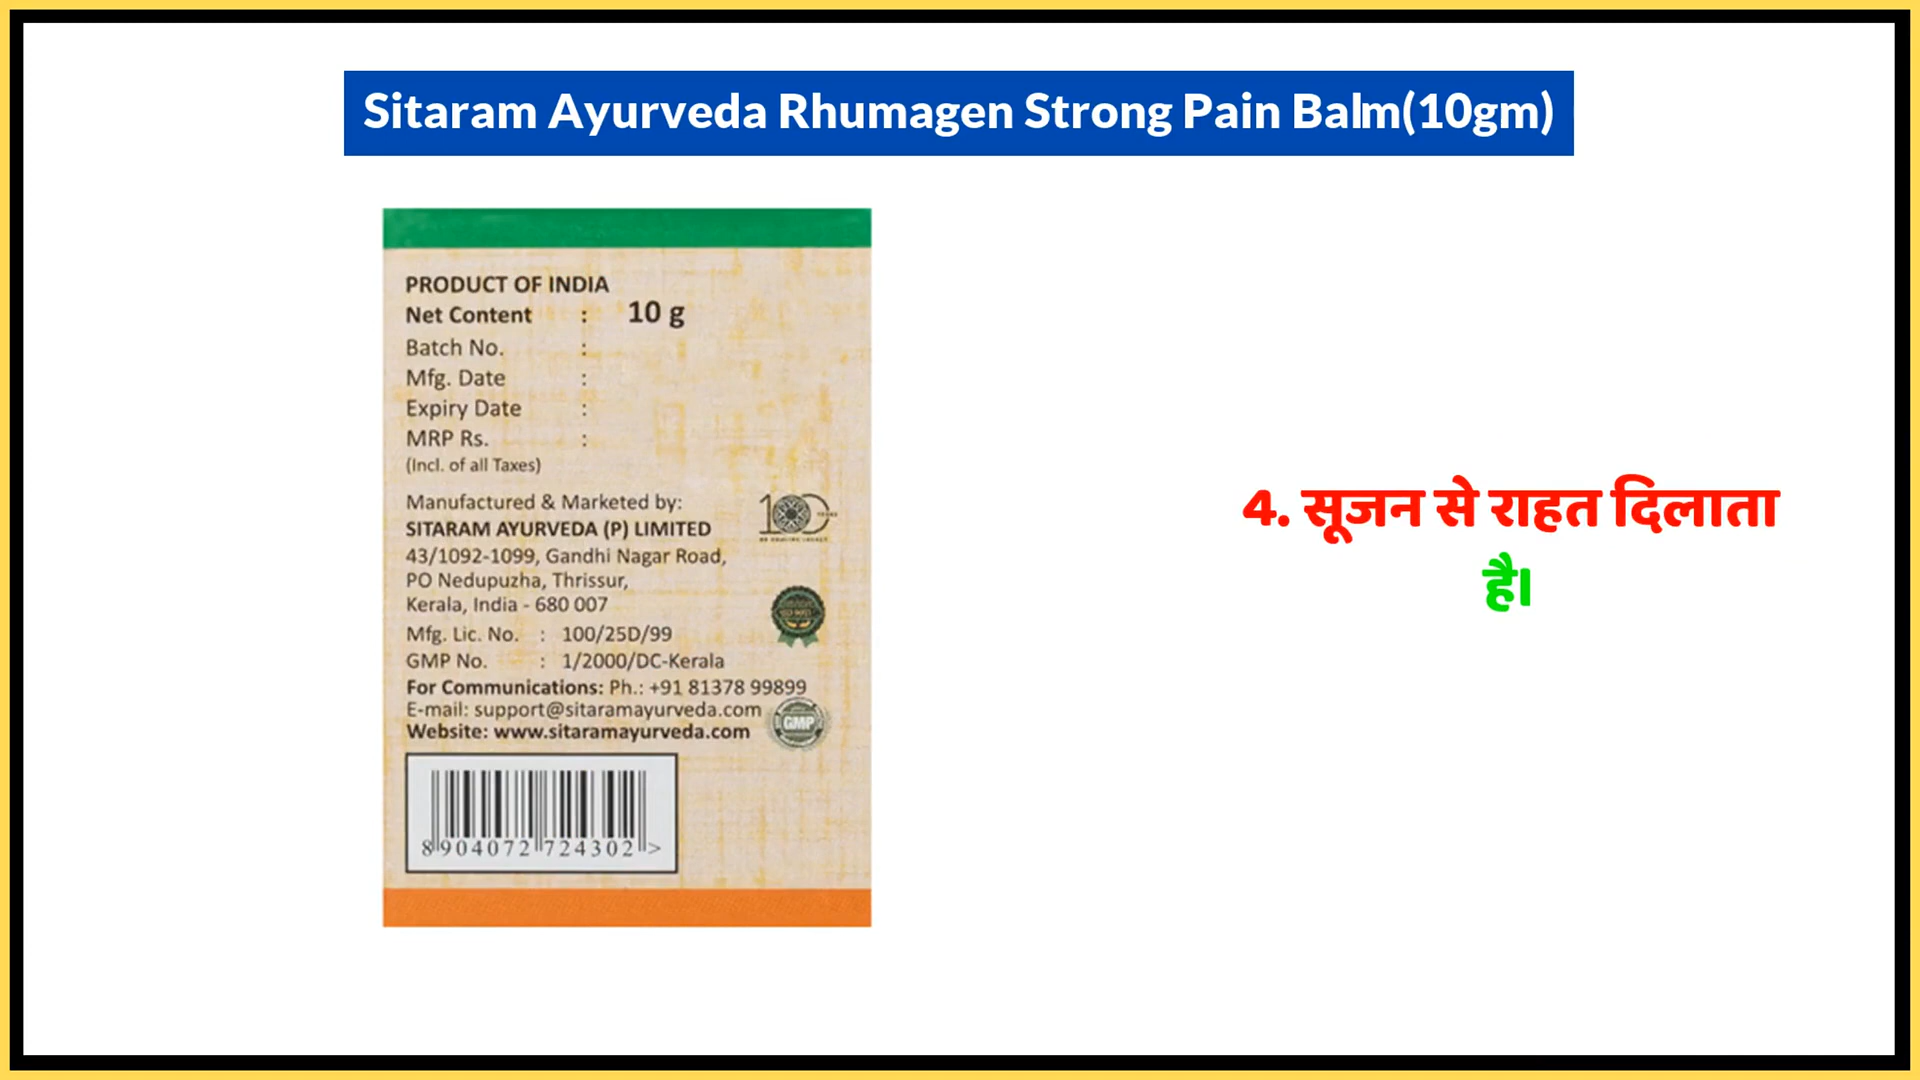 Sitaram Ayurveda Rhumagen Strong Pain Balm(10gm)
PRODUCT OF INDIA
Net Content : 10 g
Batch No. :
Mfg. Date :
Expiry Date :
MRP Rs. :
(Incl. of all Taxes)
Manufactured & Marketed by:
SITARAM AYURVEDA (P) LIMITED
43/1092-1099, Gandhi Nagar Road,
PO Nedupuzha, Thrissur,
Kerala, India - 680 007
Mfg. Lic. No. : 100/25D/99
GMP No. : 1/2000/DC-Kerala
For Communications: Ph.: +91 81378 99899
E-mail: support@sitaramayurveda.com
Website: www.sitaramayurveda.com
100
GMP
8904072724302>
4. सूजन से राहत दिलाता
है।